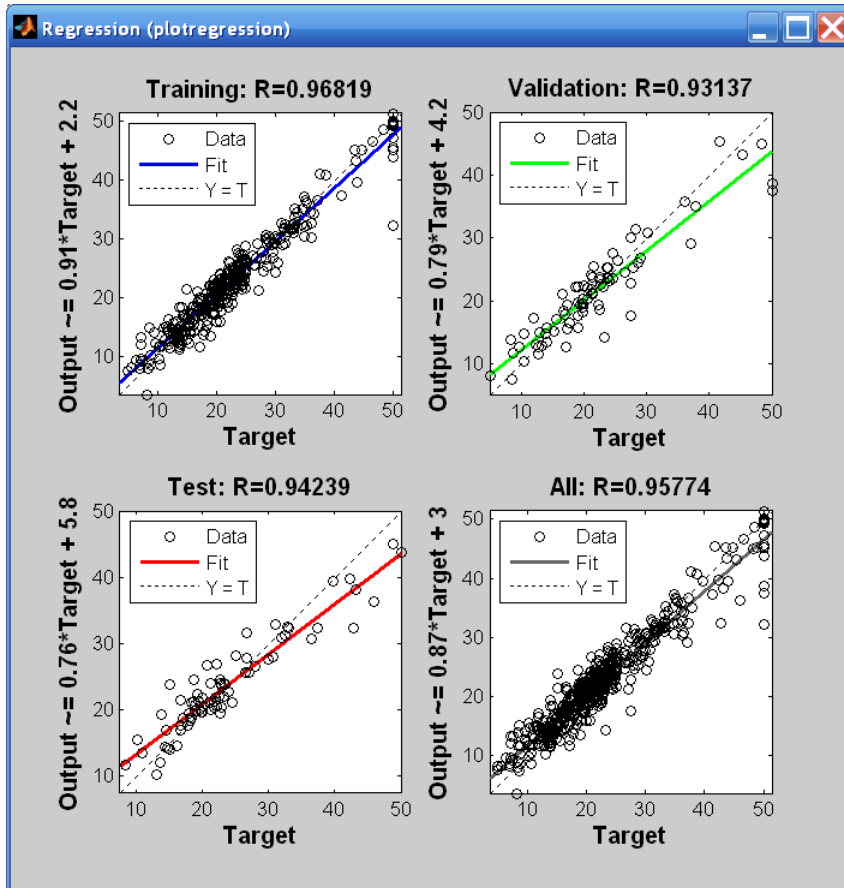 Regression (plotregression)
Training: R=0.96819
Output ~= 0.91*Target + 2.2
Data
Fit
Y = T
50
40
30
20
10
10 20 30 40 50
Target
Validation: R=0.93137
Output ~= 0.79*Target + 4.2
Data
Fit
Y = T
50
40
30
20
10
10 20 30 40 50
Target
Test: R=0.94239
Output ~= 0.76*Target + 5.8
Data
Fit
Y = T
50
40
30
20
10
10 20 30 40 50
Target
All: R=0.95774
Output ~= 0.87*Target + 3
Data
Fit
Y = T
50
40
30
20
10
10 20 30 40 50
Target